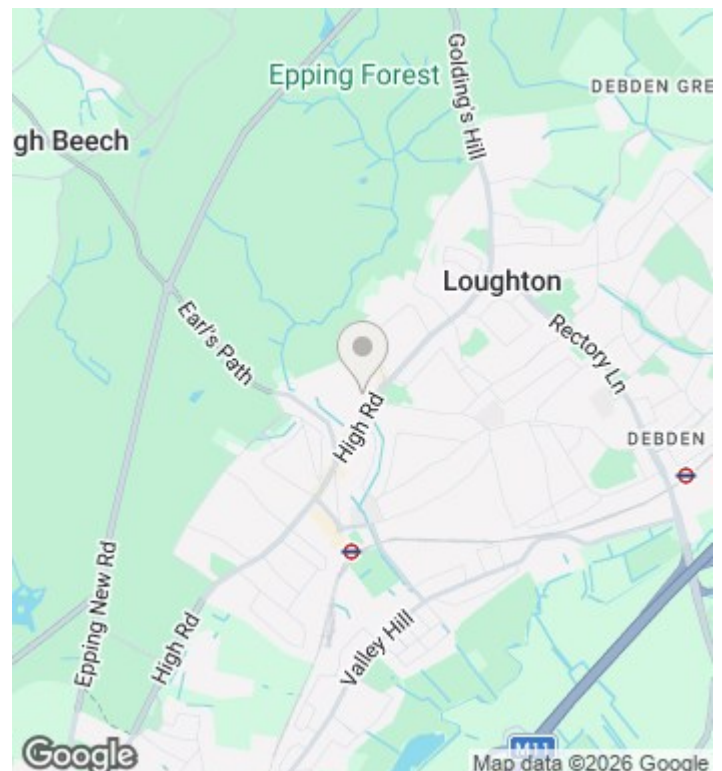 Epping Forest
Golding's Hill
DEBDEN GRE
gh Beech
Loughton
Earl's Path
Rectory Ln
High Rd
DEBDEN
Epping New Rd
High Rd
Valley Hill
M11
Google
Map data ©2026 Google